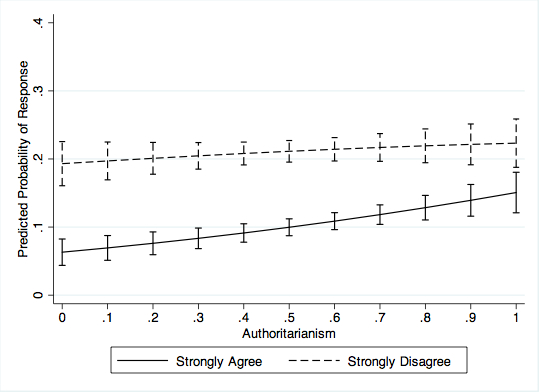 Predicted Probability of Response
.4
.3
.2
.1
0
0 .1 .2 .3 .4 .5 .6 .7 .8 .9 1
Authoritarianism
Strongly Agree Strongly Disagree